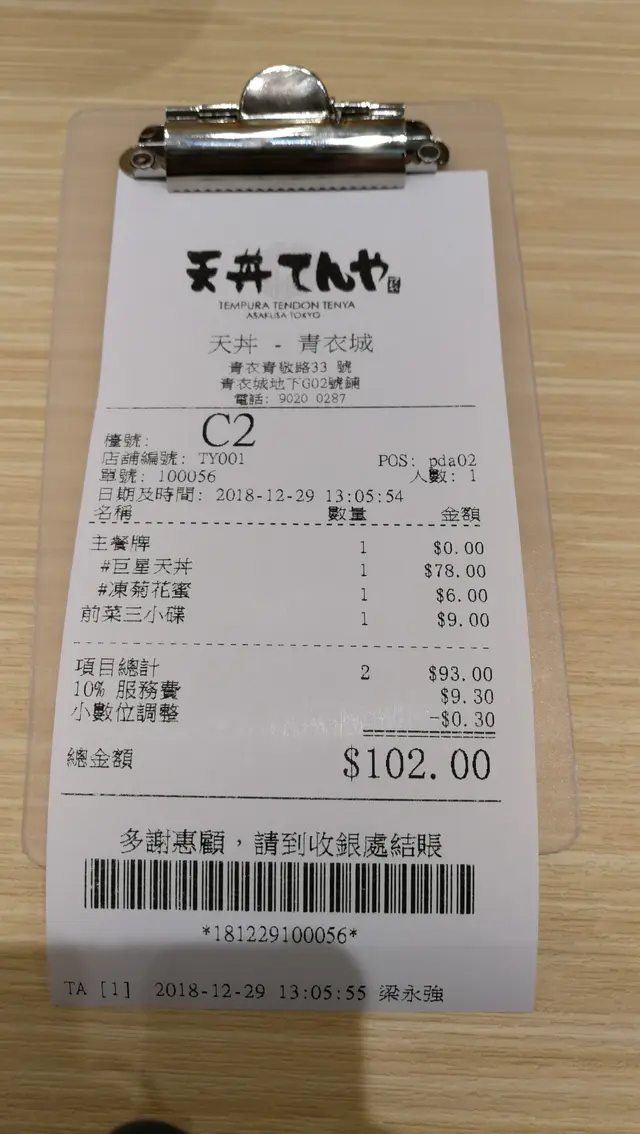 天丼てんや
TEMPURA TENDON TENYA
ASAKUSA TOKYO
天丼 - 青衣城
青衣青敬路33 號
青衣城地下G02號鋪
電話: 9020 0287
檯號: C2
店鋪編號: TY001 POS: pda02
單號: 100056 人數: 1
日期及時間: 2018-12-29 13:05:54
名稱 數量 金額
主餐牌 1 $0.00
#巨星天丼 1 $78.00
#凍菊花蜜 1 $6.00
前菜三小碟 1 $9.00
項目總計 2 $93.00
10% 服務費 $9.30
小數位調整 -$0.30
總金額 $102.00
多謝惠顧，請到收銀處結賬
*181229100056*
TA [1] 2018-12-29 13:05:55 梁永強